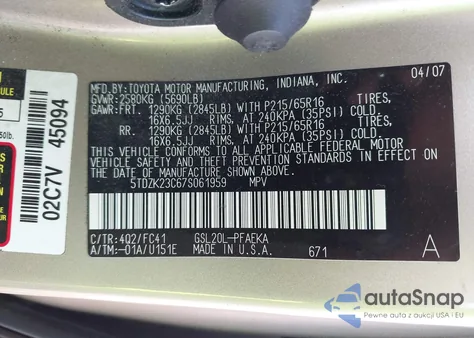 MFD.BY:TOYOTA MOTOR MANUFACTURING, INDIANA, INC. 04/07
GVWR:2580KG (5690LB)
GAWR:FRT. 1290KG (2845LB) WITH P215/65R16 TIRES,
16X6.5JJ RIMS, AT 240KPA (35PSI) COLD.
RR. 1290KG (2845LB) WITH P215/65R16 TIRES,
16X6.5JJ RIMS, AT 240KPA (35PSI) COLD.
THIS VEHICLE CONFORMS TO ALL APPLICABLE FEDERAL MOTOR
VEHICLE SAFETY AND THEFT PREVENTION STANDARDS IN EFFECT
ON THE DATE OF MANUFACTURE SHOWN ABOVE.
5TDZK23C67S061959 MPV
C/TR:4Q2/FC41 GSL20L-PFAEKA
A/TM:-01A/U151E MADE IN U.S.A. 671 A
02C7V 45094
autoSnap
Pewne auta z aukcji USA i EU